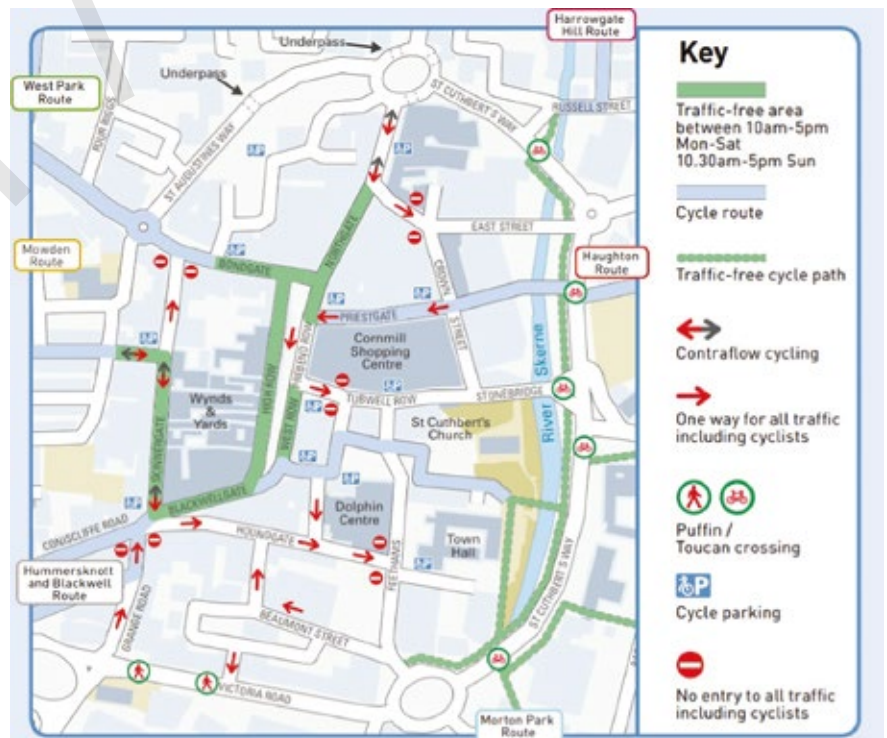 Harrowgate
Hill Route
Underpass
Underpass
West Park
Route
FOUR RIGGS
ST AUGUSTINES WAY
ST CUTHBERT'S WAY
RUSSELL STREET
P
P
NORTHGATE
EAST STREET
Mowden
Route
P
BONDGATE
CROWN
STREET
Haughton
Route
P
P
PRIESTGATE
P
Cornmill
Shopping
Centre
River Skerne
Wynds
&
Yards
SKINNERGATE
HIGH ROW
WEST ROW
P
P
TUBWELL ROW
STONEBRIDGE
St Cuthbert's
Church
P
P
BLACKWELLGATE
CONISCLIFFE ROAD
Dolphin
Centre
HOUNDGATE
Town
Hall
P
FEETHAMS
Hummersknott
and Blackwell
Route
GRANGE ROAD
BEAUMONT STREET
ST CUTHBERT'S WAY
VICTORIA ROAD
Morton Park
Route
Key
Traffic-free area
between 10am-5pm
Mon-Sat
10.30am-5pm Sun
Cycle route
Traffic-free cycle path
Contraflow cycling
One way for all traffic
including cyclists
Puffin /
Toucan crossing
P
Cycle parking
No entry to all traffic
including cyclists